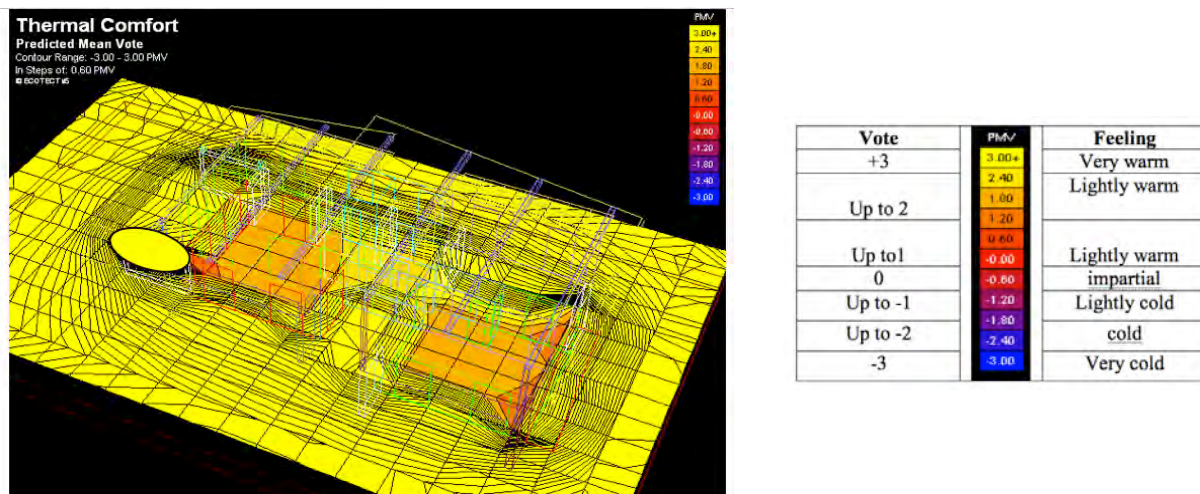 Thermal Comfort
Predicted Mean Vote
Contour Range: -3.00 - 3.00 PMV
In Steps of: 0.60 PMV
© ECOTECT v5
PMV
3.00+
2.40
1.80
1.20
0.60
-0.00
-0.60
-1.20
-1.80
-2.40
-3.00
Vote PMV Feeling
+3 3.00+ Very warm
2.40 Lightly warm
Up to 2 1.80
1.20
0.60
Up to1 -0.00 Lightly warm
0 -0.60 impartial
Up to -1 -1.20 Lightly cold
-1.80
Up to -2 -2.40 cold
-3 -3.00 Very cold